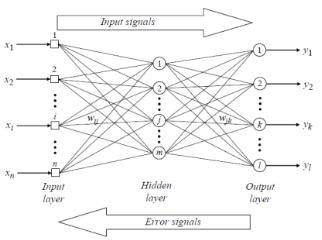 Input signals
x1 1 1 y1
x2 2 1 2 y2
2
xi i wij j wjk k yk
m
xn n l yl
Input Hidden Output
layer layer layer
Error signals